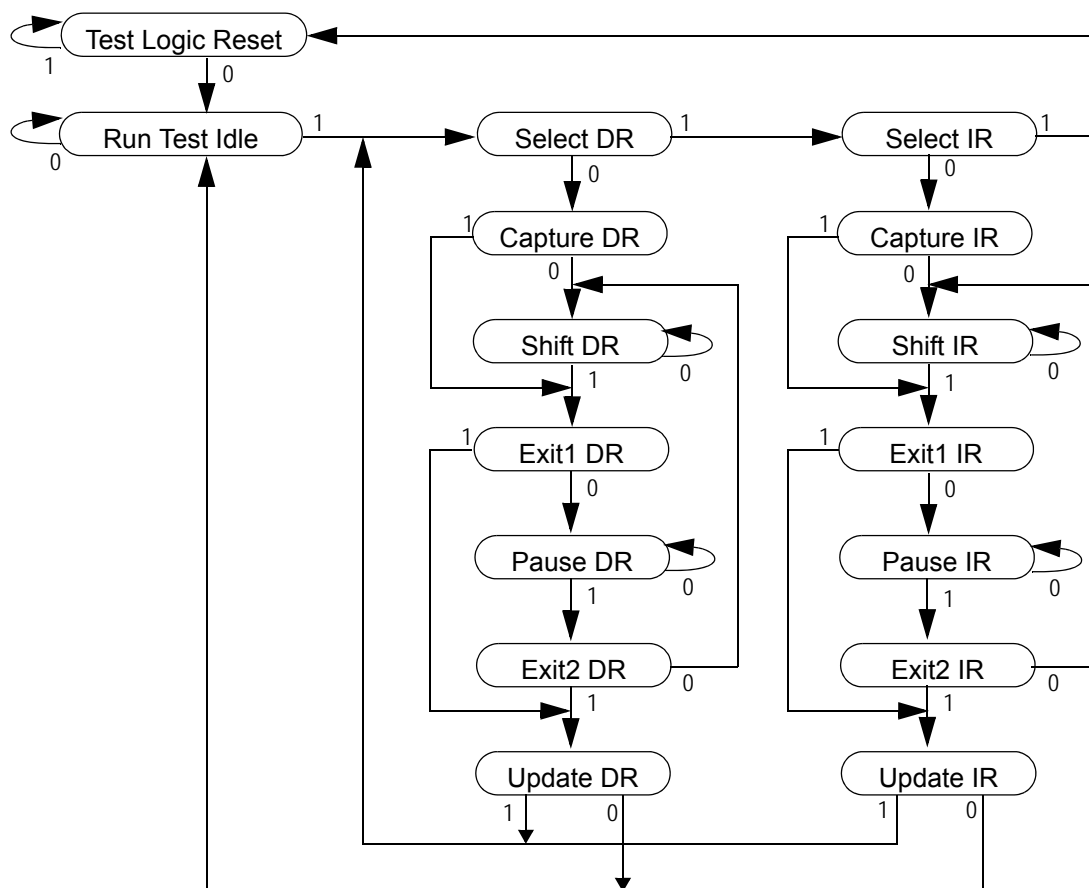 Test Logic Reset
1
0
Run Test Idle
1
0
Select DR
1
0
Select IR
1
0
1
Capture DR
0
1
Capture IR
0
Shift DR
0
1
Shift IR
0
1
1
Exit1 DR
0
1
Exit1 IR
0
Pause DR
0
1
Pause IR
0
1
Exit2 DR
0
1
Exit2 IR
0
1
Update DR
1
0
Update IR
1
0